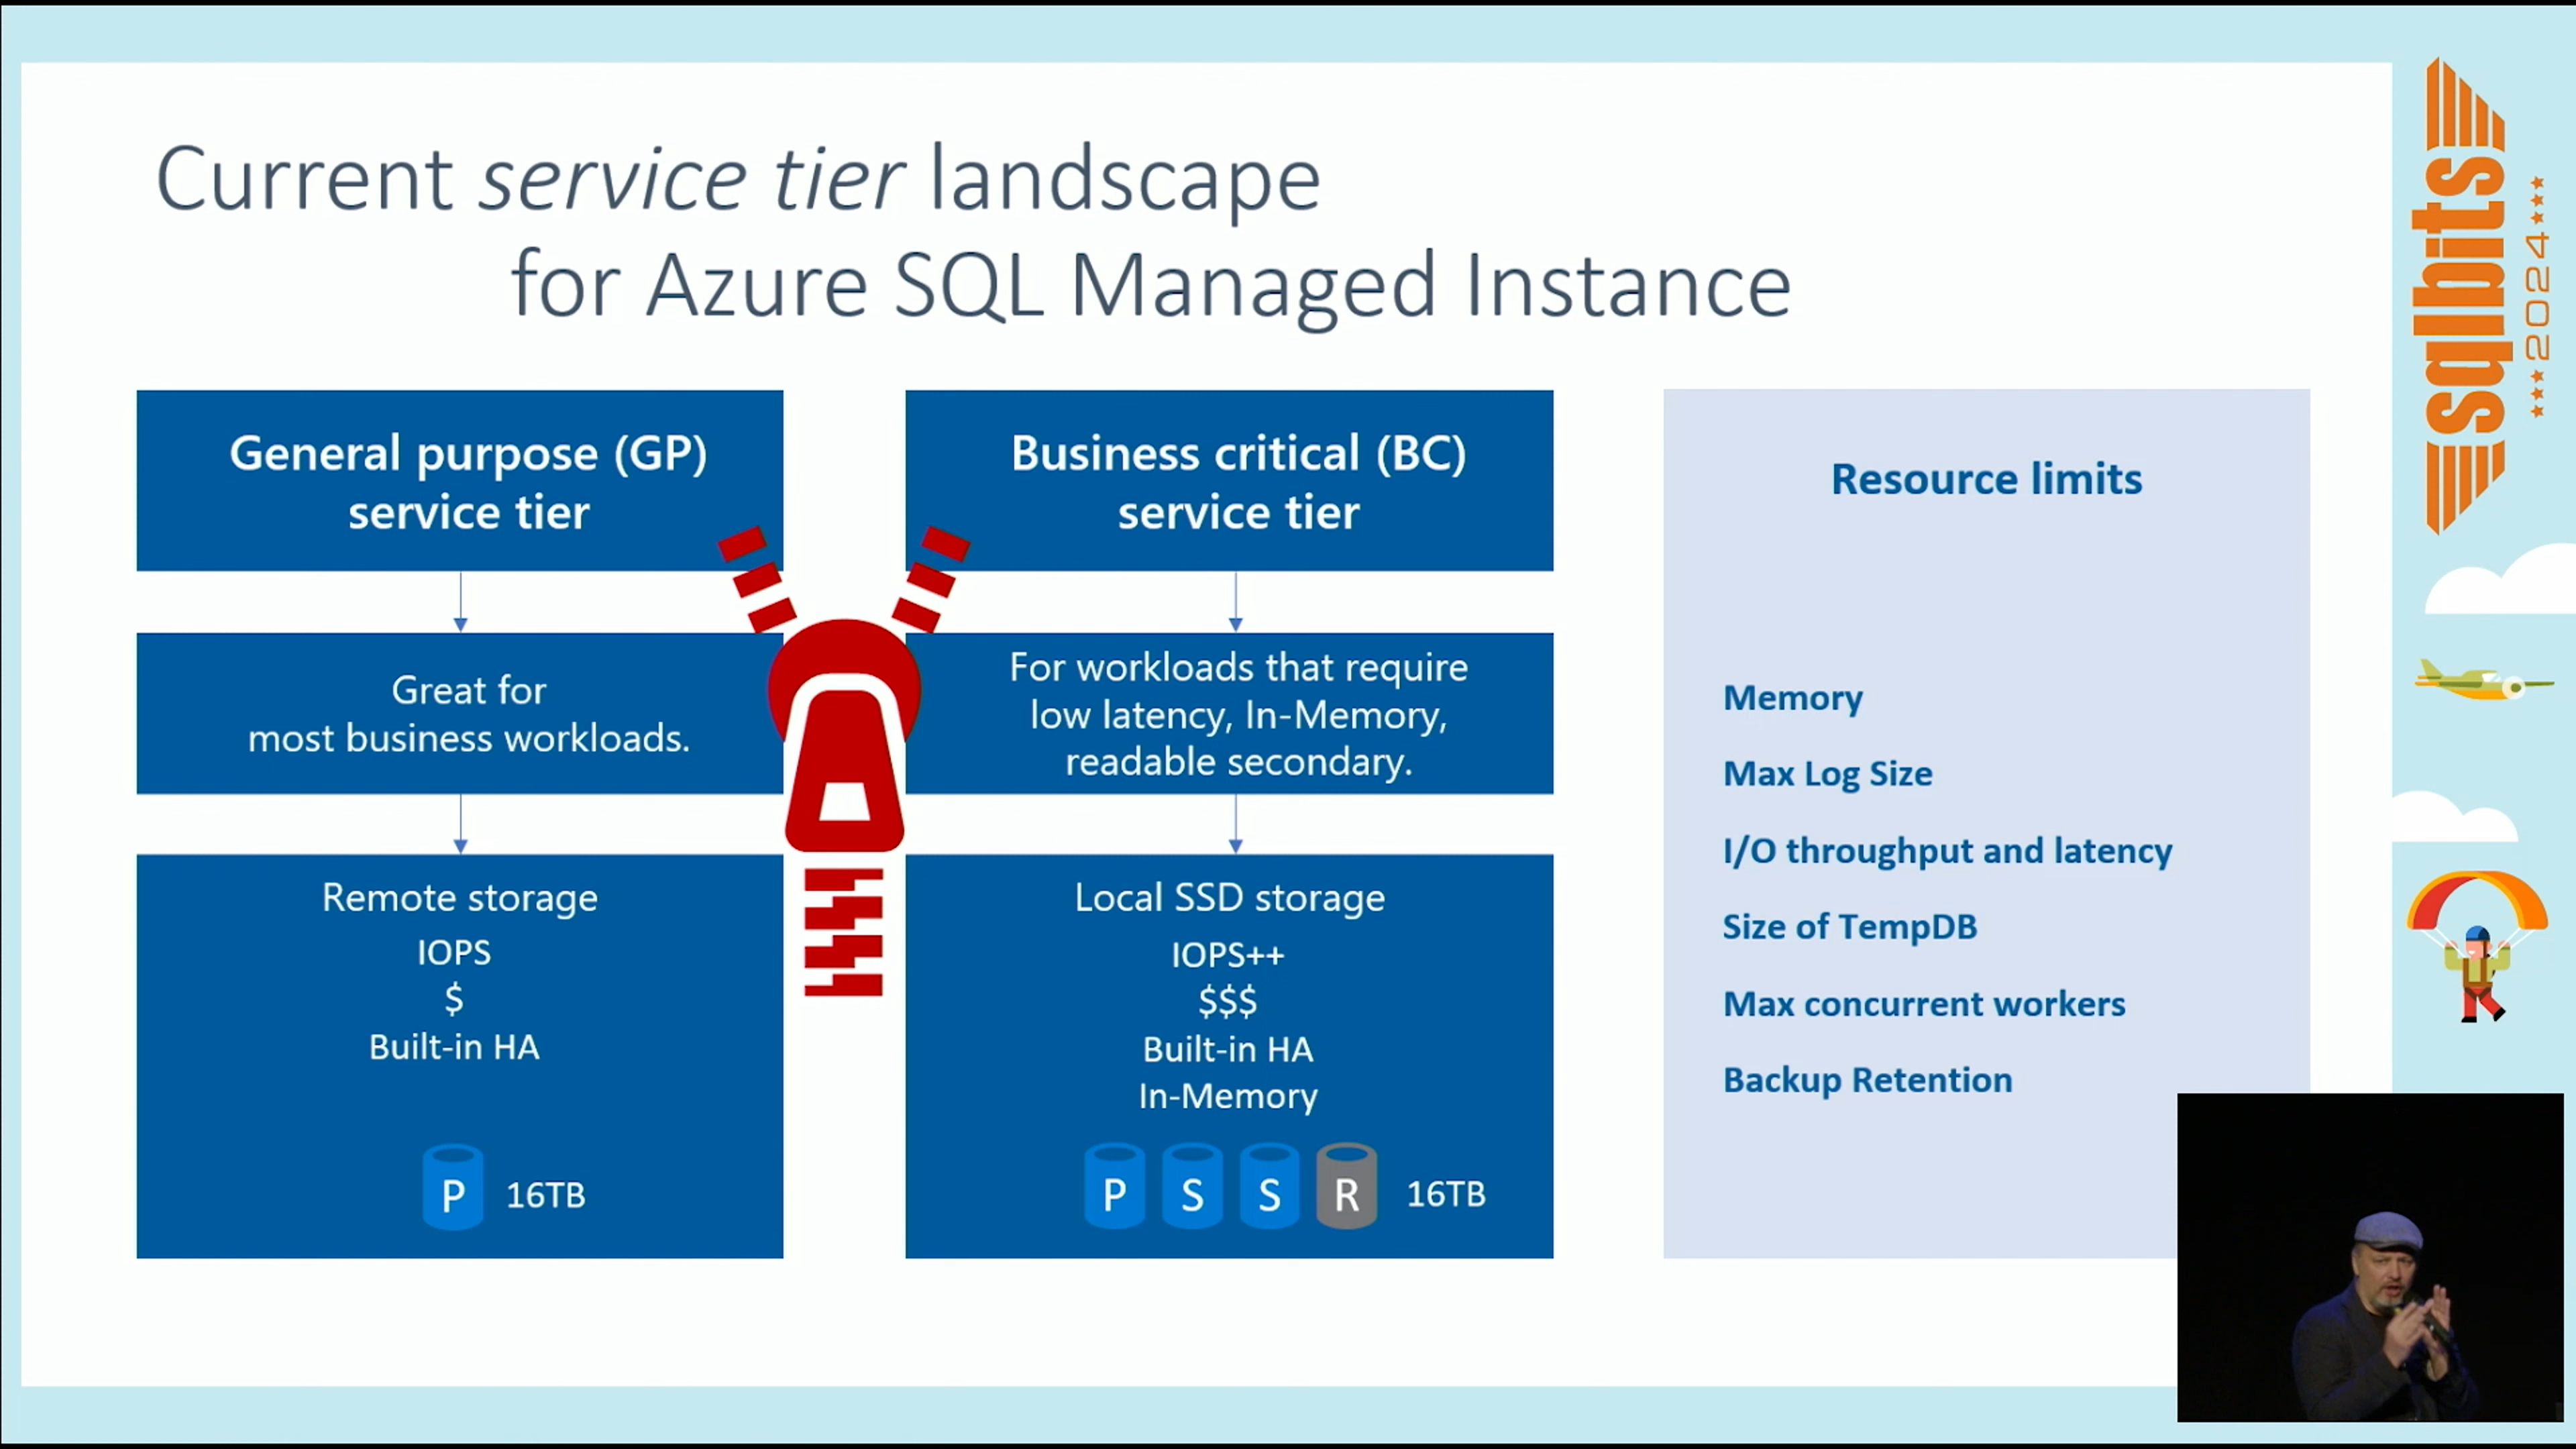 Current service tier landscape
for Azure SQL Managed Instance
General purpose (GP)
service tier
Great for
most business workloads.
Remote storage
IOPS
$
Built-in HA
P 16TB
Business critical (BC)
service tier
For workloads that require
low latency, In-Memory,
readable secondary.
Local SSD storage
IOPS++
$$$
Built-in HA
In-Memory
P S S R 16TB
Resource limits
Memory
Max Log Size
I/O throughput and latency
Size of TempDB
Max concurrent workers
Backup Retention
sqlbits
2024